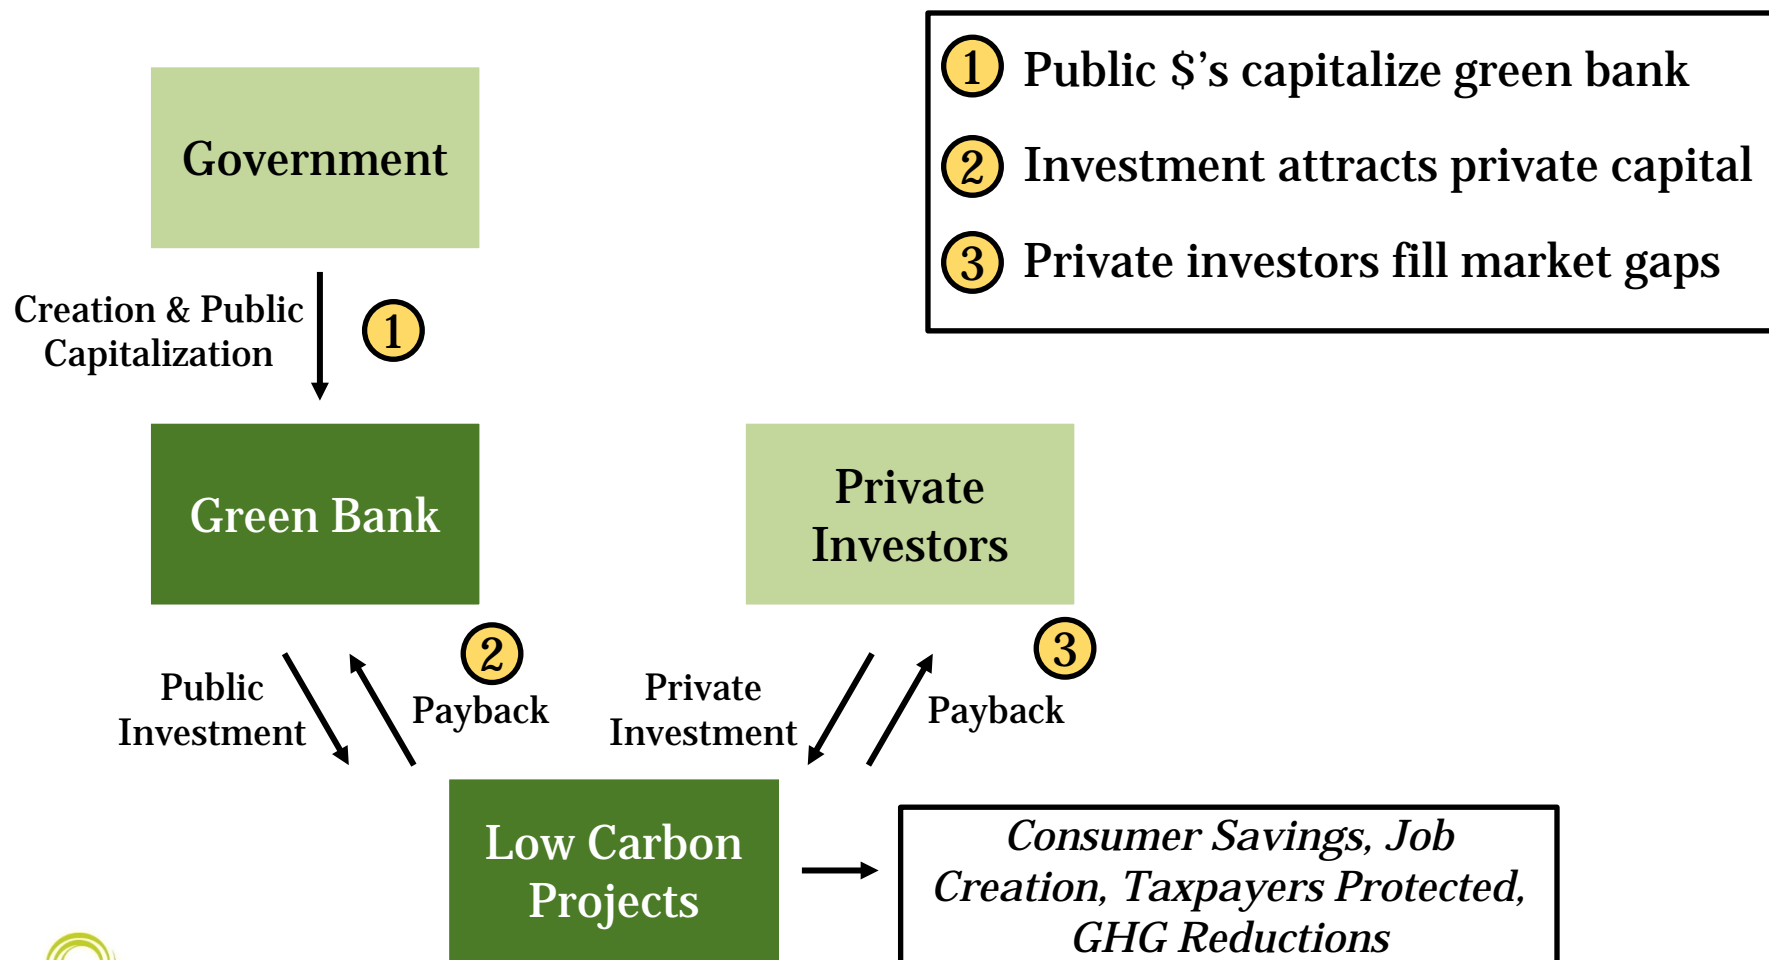 Government
1 Public $'s capitalize green bank
2 Investment attracts private capital
3 Private investors fill market gaps
Creation & Public
Capitalization
1
Green Bank
Private
Investors
2
3
Public
Investment
Payback
Private
Investment
Payback
Low Carbon
Projects
Consumer Savings, Job
Creation, Taxpayers Protected,
GHG Reductions